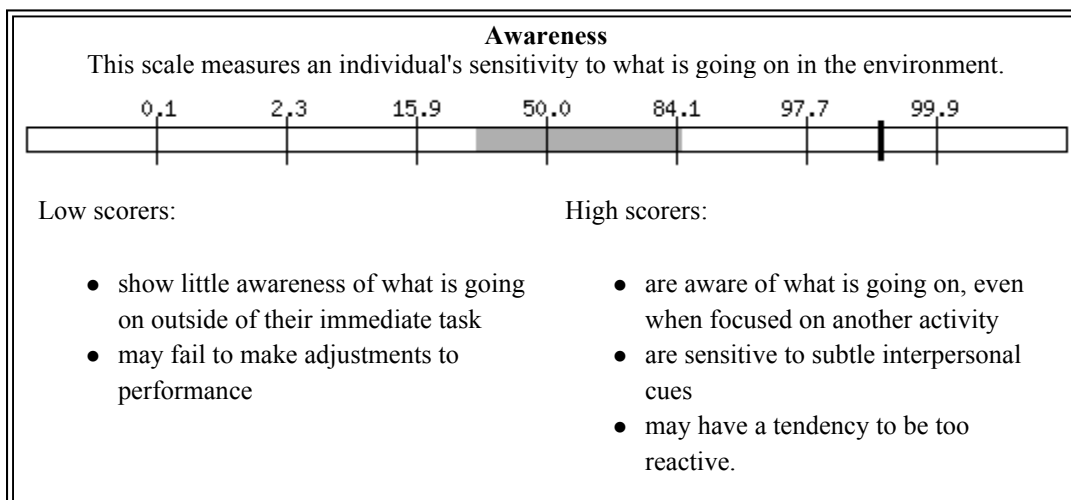 Awareness
This scale measures an individual's sensitivity to what is going on in the environment.
0.1 2.3 15.9 50.0 84.1 97.7 99.9
Low scorers:
● show little awareness of what is going
on outside of their immediate task
● may fail to make adjustments to
performance
High scorers:
● are aware of what is going on, even
when focused on another activity
● are sensitive to subtle interpersonal
cues
● may have a tendency to be too
reactive.